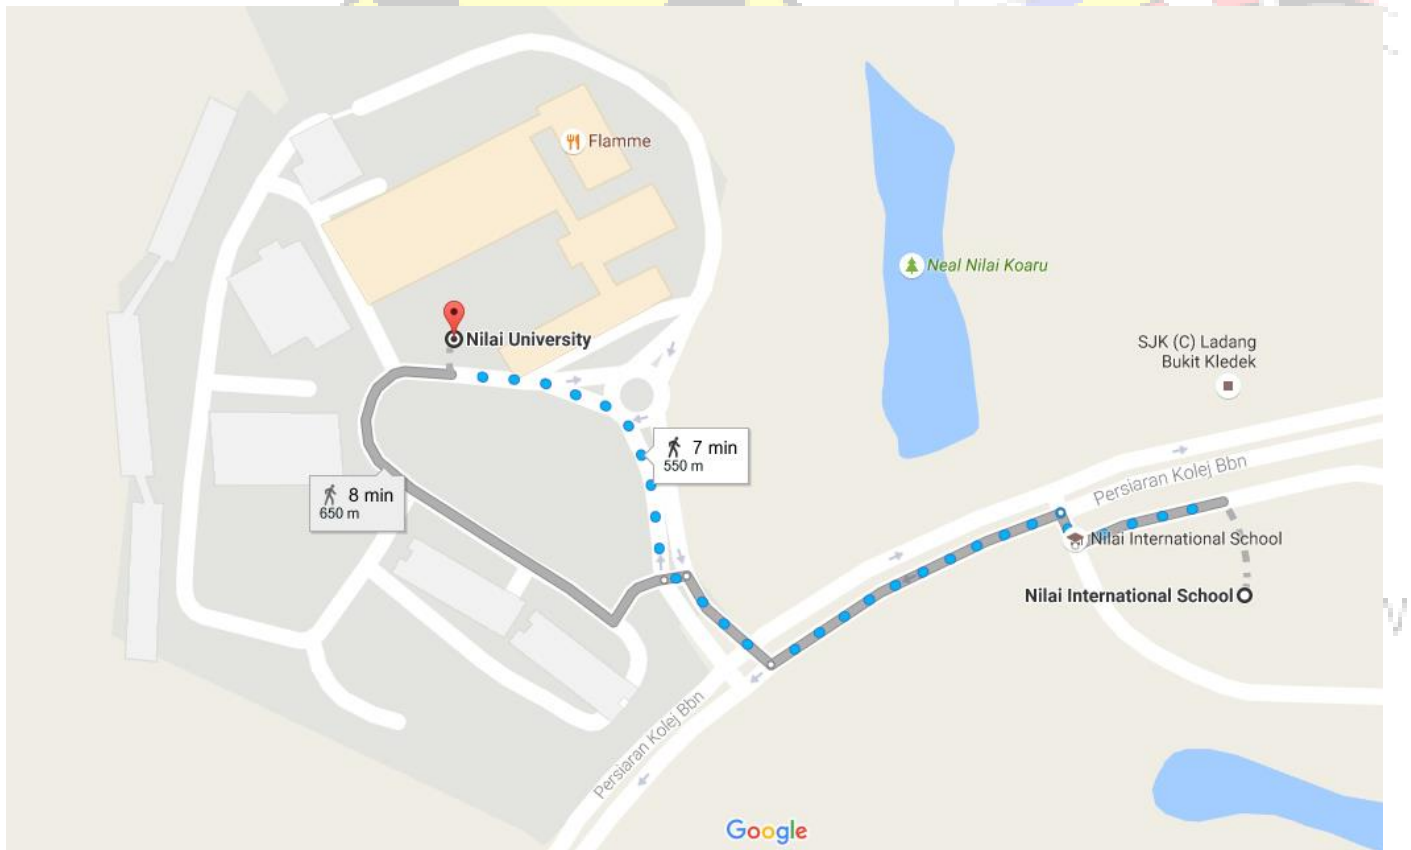 Flamme
Neal Nilai Koaru
Nilai University
SJK (C) Ladang
Bukit Kledek
7 min
550 m
Persiaran Kolej Bbn
8 min
650 m
Nilai International School
Nilai International School
Persiaran Kolej Bbn
Google